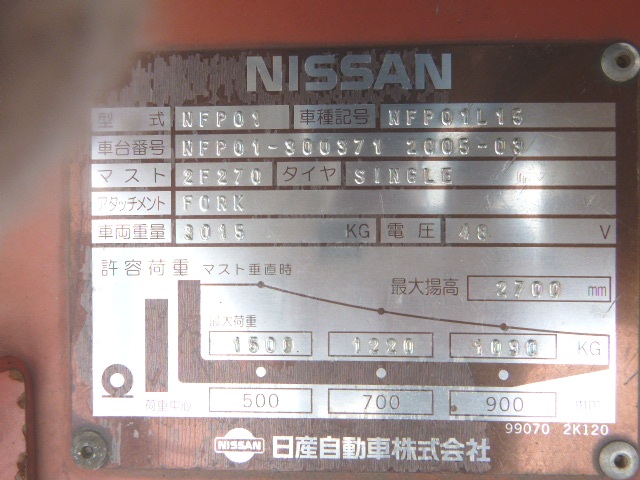 NISSAN
型式 NFP01 車種記号 NFP01L15
車台番号 NFP01-300371 2005-03
マスト 2F270 タイヤ SINGLE
アタッチメント FORK
車両重量 3015 KG 電圧 48 V
許容荷重 マスト垂直時
最大揚高 2700 mm
最大荷重
1500 1220 1090 KG
荷重中心 500 700 900 mm
99070 2K120
NISSAN 日産自動車株式会社